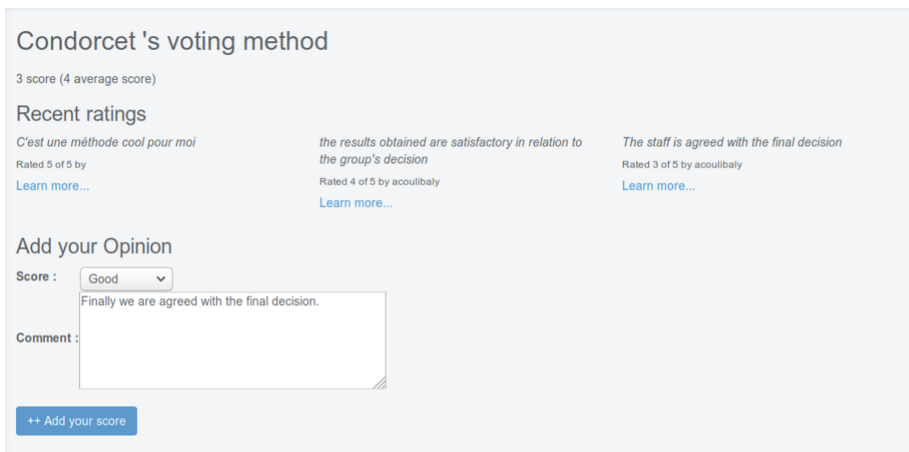 Condorcet 's voting method
3 score (4 average score)
Recent ratings
C'est une méthode cool pour moi
Rated 5 of 5 by
Learn more...
the results obtained are satisfactory in relation to
the group's decision
Rated 4 of 5 by acoulibaly
Learn more...
The staff is agreed with the final decision
Rated 3 of 5 by acoulibaly
Learn more...
Add your Opinion
Score : Good
Finally we are agreed with the final decision.
Comment :
++ Add your score